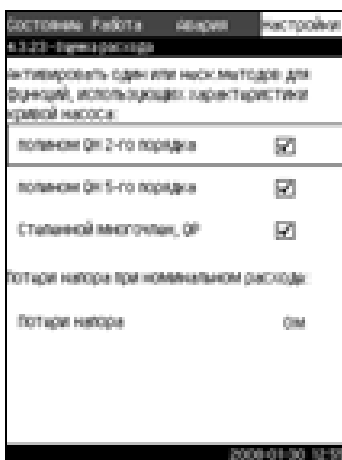 Состояние Работа Авария Настройки
4.3.23 - Оценка расхода
Активировать один или неск методов для
функций, использующих характеристики
кривой насоса:
полином QH 2-го порядка
полином QH 5-го порядка
Степенной многочлен, QP
Потери напора при номинальном расходе:
Потери напора 0м
2008-01-30 12:51